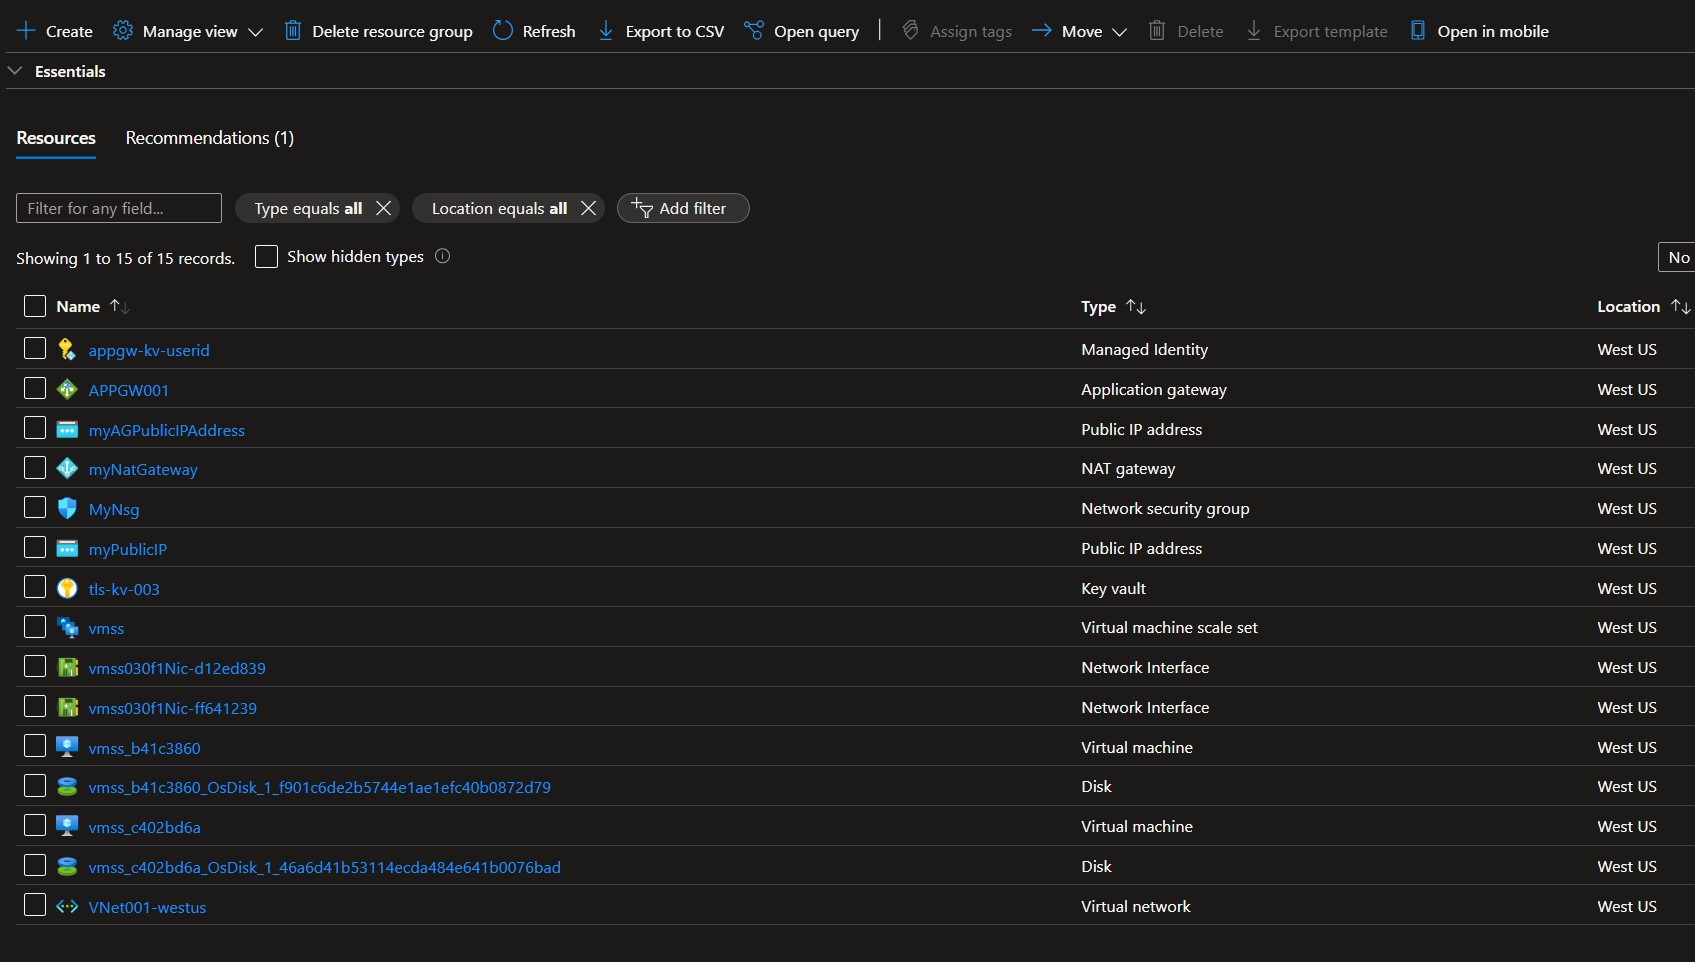 Create Manage view Delete resource group Refresh Export to CSV Open query Assign tags Move Delete Export template Open in mobile
Essentials
Resources Recommendations (1)
Filter for any field... Type equals all Location equals all Add filter
Showing 1 to 15 of 15 records. Show hidden types No
Name Type Location
appgw-kv-userid Managed Identity West US
APPGW001 Application gateway West US
myAGPublicIPAddress Public IP address West US
myNatGateway NAT gateway West US
MyNsg Network security group West US
myPublicIP Public IP address West US
tls-kv-003 Key vault West US
vmss Virtual machine scale set West US
vmss030f1Nic-d12ed839 Network Interface West US
vmss030f1Nic-ff641239 Network Interface West US
vmss_b41c3860 Virtual machine West US
vmss_b41c3860_OsDisk_1_f901c6de2b5744e1ae1efc40b0872d79 Disk West US
vmss_c402bd6a Virtual machine West US
vmss_c402bd6a_OsDisk_1_46a6d41b53114ecda484e641b0076bad Disk West US
VNet001-westus Virtual network West US